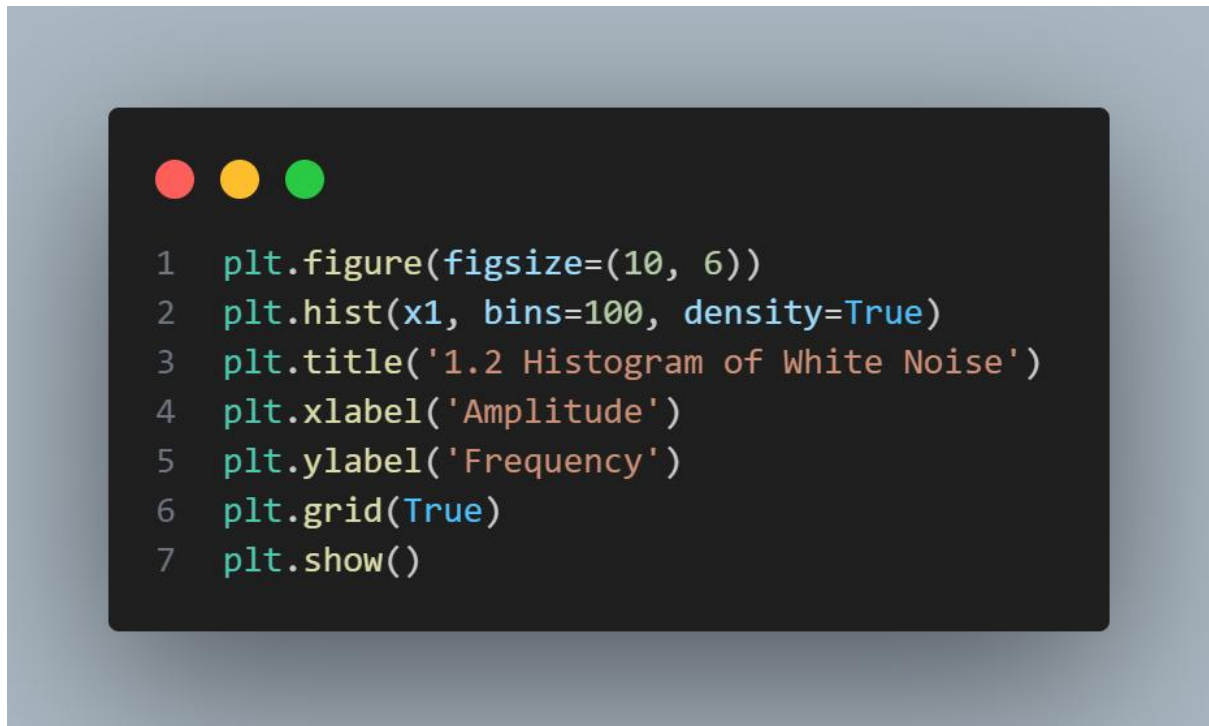 1 plt.figure(figsize=(10, 6))
2 plt.hist(x1, bins=100, density=True)
3 plt.title('1.2 Histogram of White Noise')
4 plt.xlabel('Amplitude')
5 plt.ylabel('Frequency')
6 plt.grid(True)
7 plt.show()